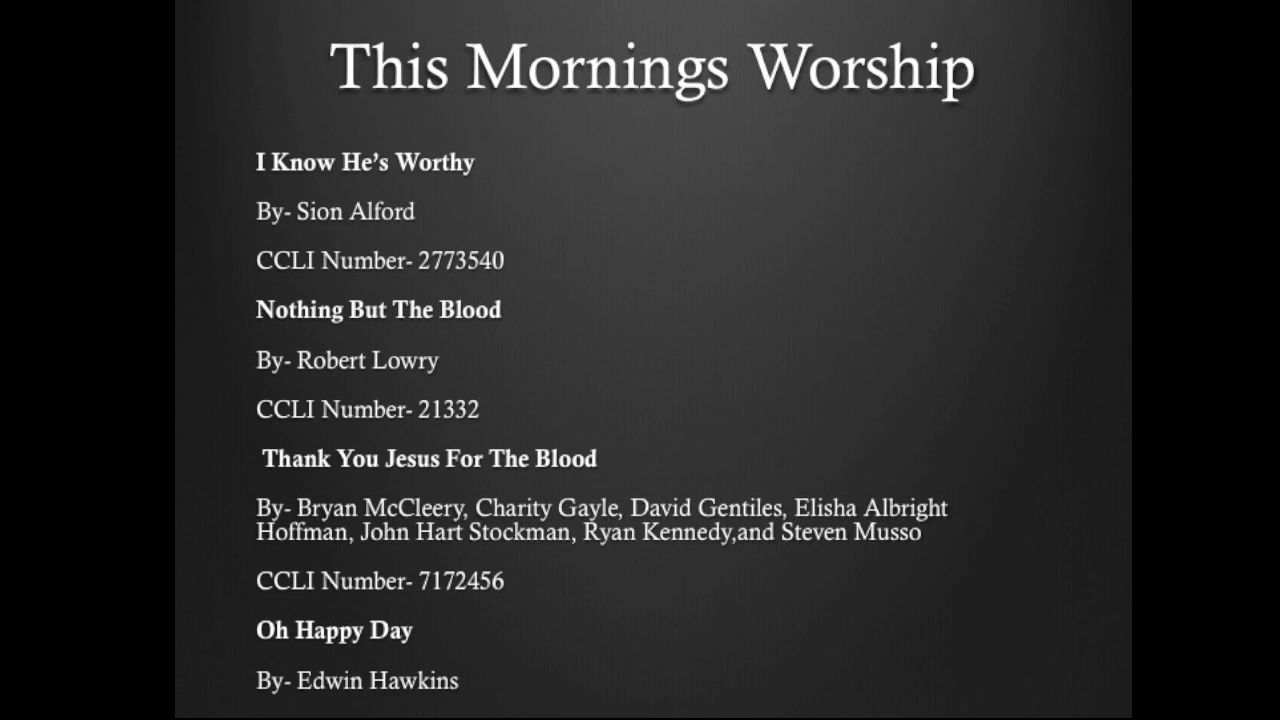 This Mornings Worship
I Know He’s Worthy
By- Sion Alford
CCLI Number- 2773540
Nothing But The Blood
By- Robert Lowry
CCLI Number- 21332
Thank You Jesus For The Blood
By- Bryan McCleery, Charity Gayle, David Gentiles, Elisha Albright
Hoffman, John Hart Stockman, Ryan Kennedy,and Steven Musso
CCLI Number- 7172456
Oh Happy Day
By- Edwin Hawkins